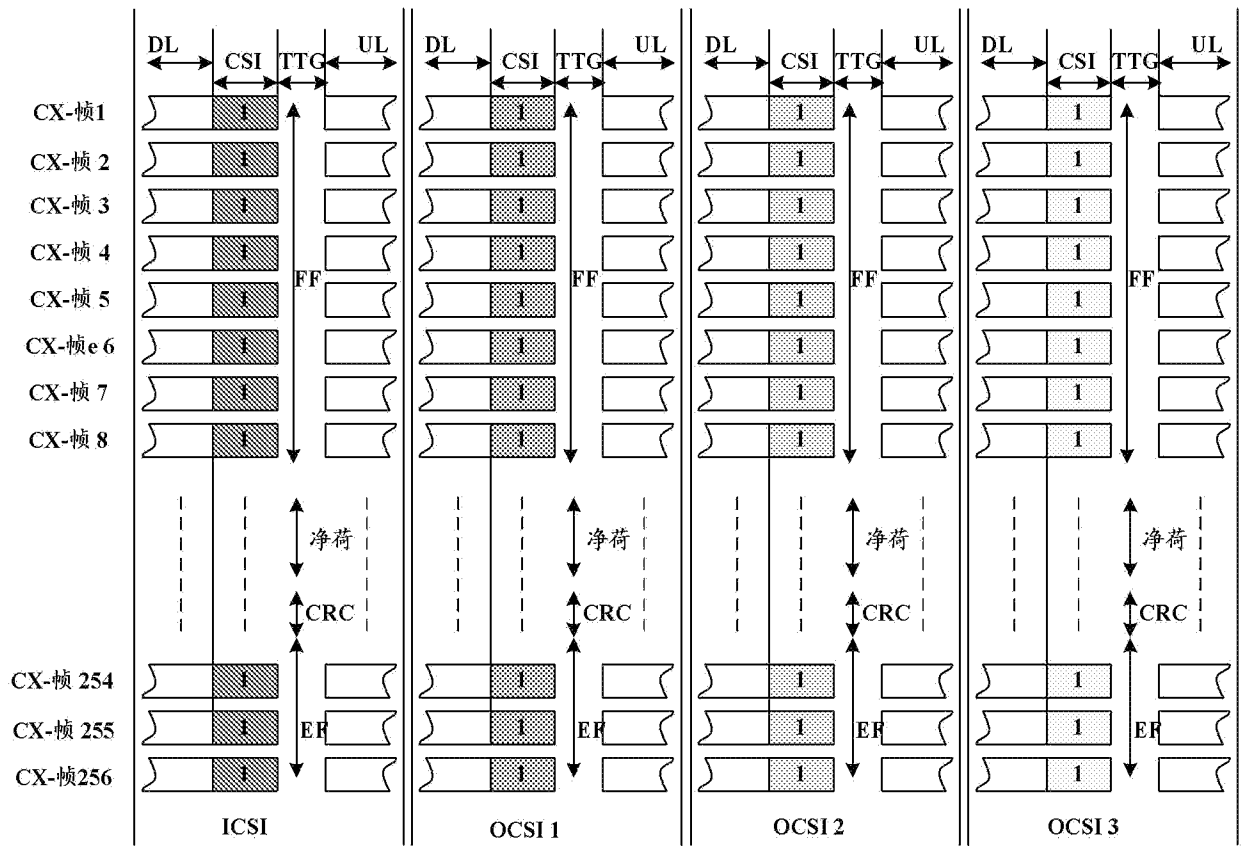 DL CSI TTG UL DL CSI TTG UL DL CSI TTG UL DL CSI TTG UL
CX-帧1 1 1 1 1
CX-帧 2 1 1 1 1
CX-帧 3 1 1 1 1
CX-帧 4 1 1 1 1
FF FF FF FF
CX-帧 5 1 1 1 1
CX-帧e 6 1 1 1 1
CX-帧 7 1 1 1 1
CX-帧 8 1 1 1 1
净荷 净荷 净荷 净荷
CRC CRC CRC CRC
CX-帧 254 1 1 1 1
CX-帧 255 1 EF 1 EF 1 EF 1 EF
CX-帧256 1 1 1 1
ICSI OCSI 1 OCSI 2 OCSI 3